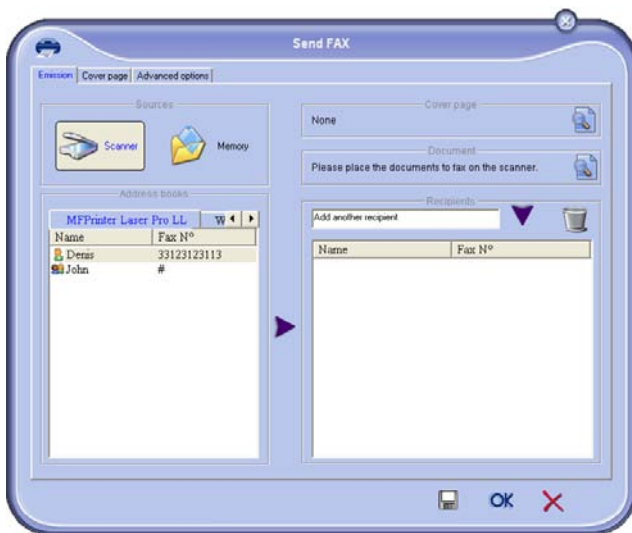 Send FAX
Emission Cover page Advanced options
Sources
Scanner Memory
Cover page
None
Document
Please place the documents to fax on the scanner.
Address books
MFPrinter Laser Pro LL W
Name Fax Nº
Denis 33123123113
John #
Recipients
Add another recipient
Name Fax Nº
OK